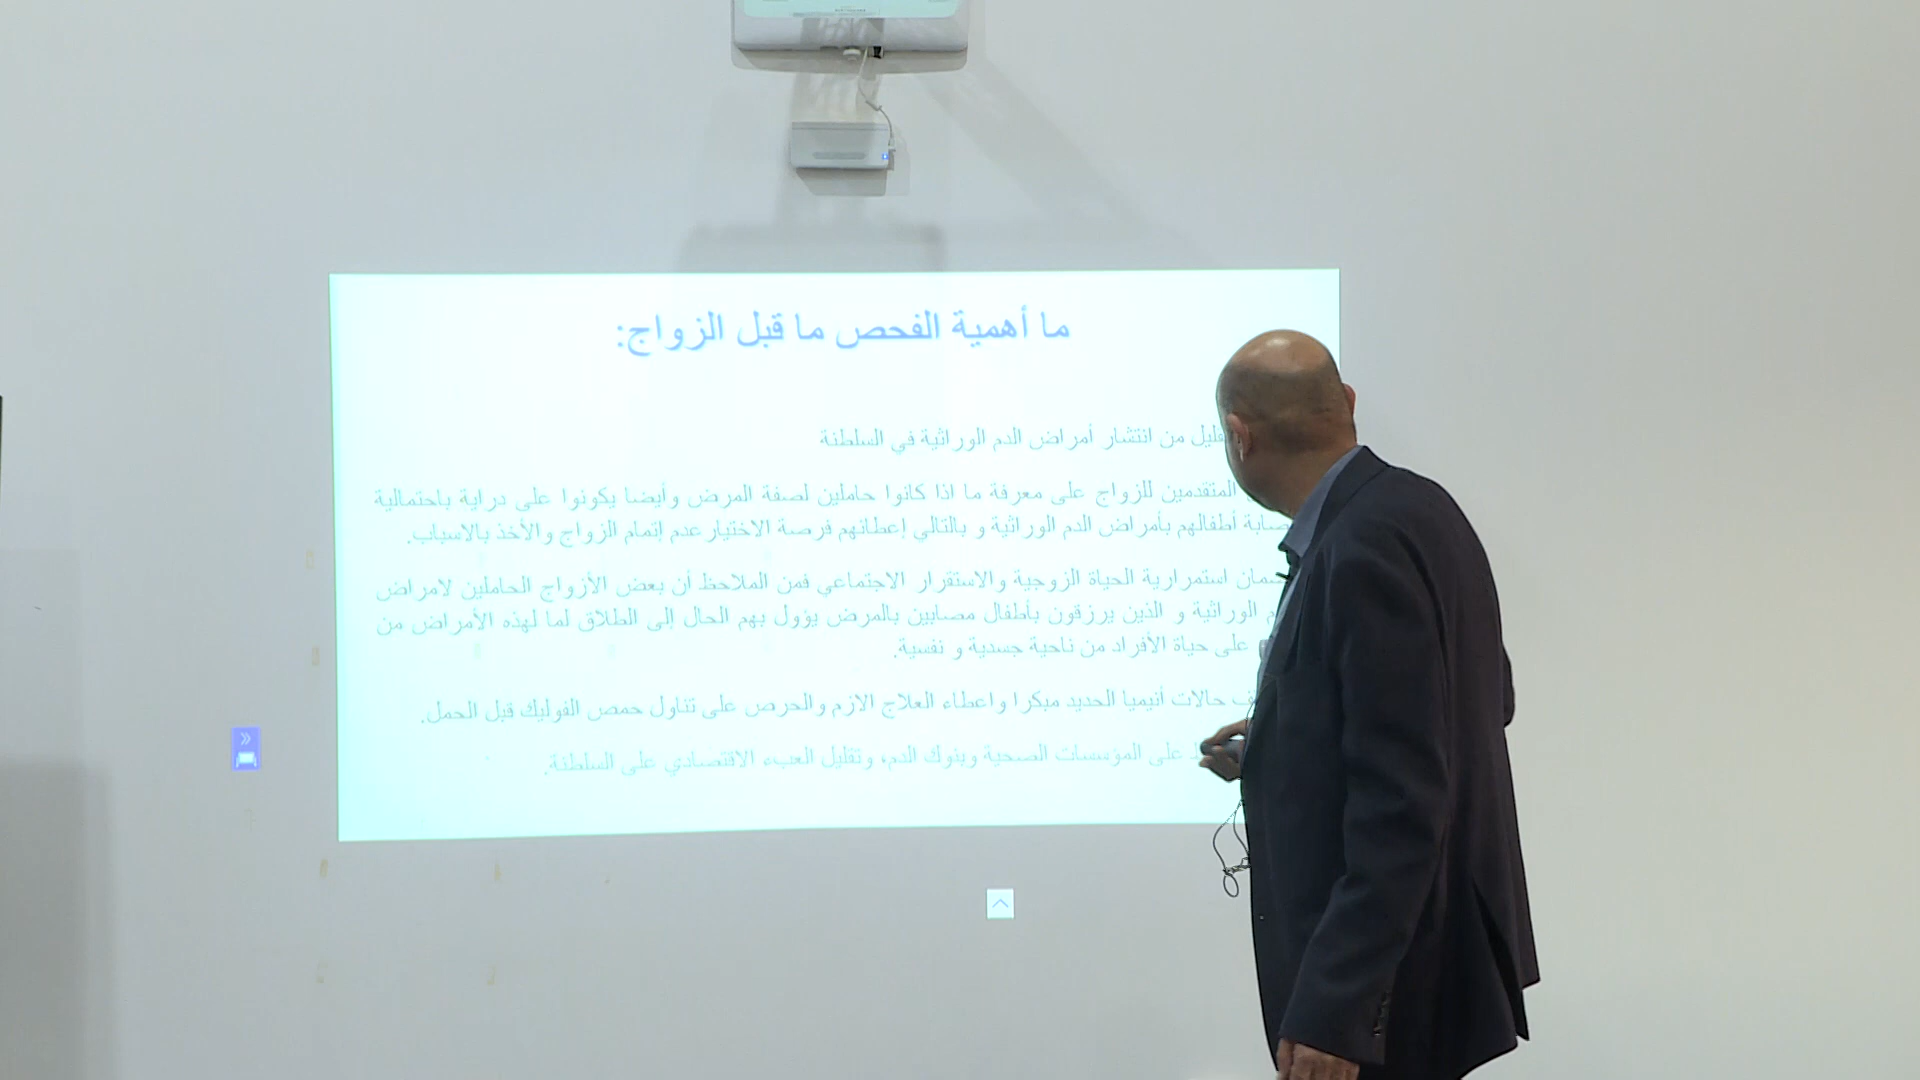 ما أهمية الفحص ما قبل الزواج:
من انتشار أمراض الدم الوراثية في السلطنة
المتقدمين للزواج على معرفة ما اذا كانوا حاملين لصفة المرض وأيضا يكونوا على دراية باحتمالية
أطفالهم بأمراض الدم الوراثية و بالتالي إعطائهم فرصة الاختيار عدم إتمام الزواج والأخذ بالاسباب.
استمرارية الحياة الزوجية والاستقرار الاجتماعي فمن الملاحظ أن بعض الأزواج الحاملين لامراض
الوراثية و الذين يرزقون بأطفال مصابين بالمرض يؤول بهم الحال إلى الطلاق لما لهذه الأمراض من
على حياة الأفراد من ناحية جسدية و نفسية.
حالات أنيميا الحديد مبكرا واعطاء العلاج الازم والحرص على تناول حمص الفوليك قبل الحمل.
على المؤسسات الصحية وبنوك الدم، وتقليل العبء الاقتصادي على السلطنة.